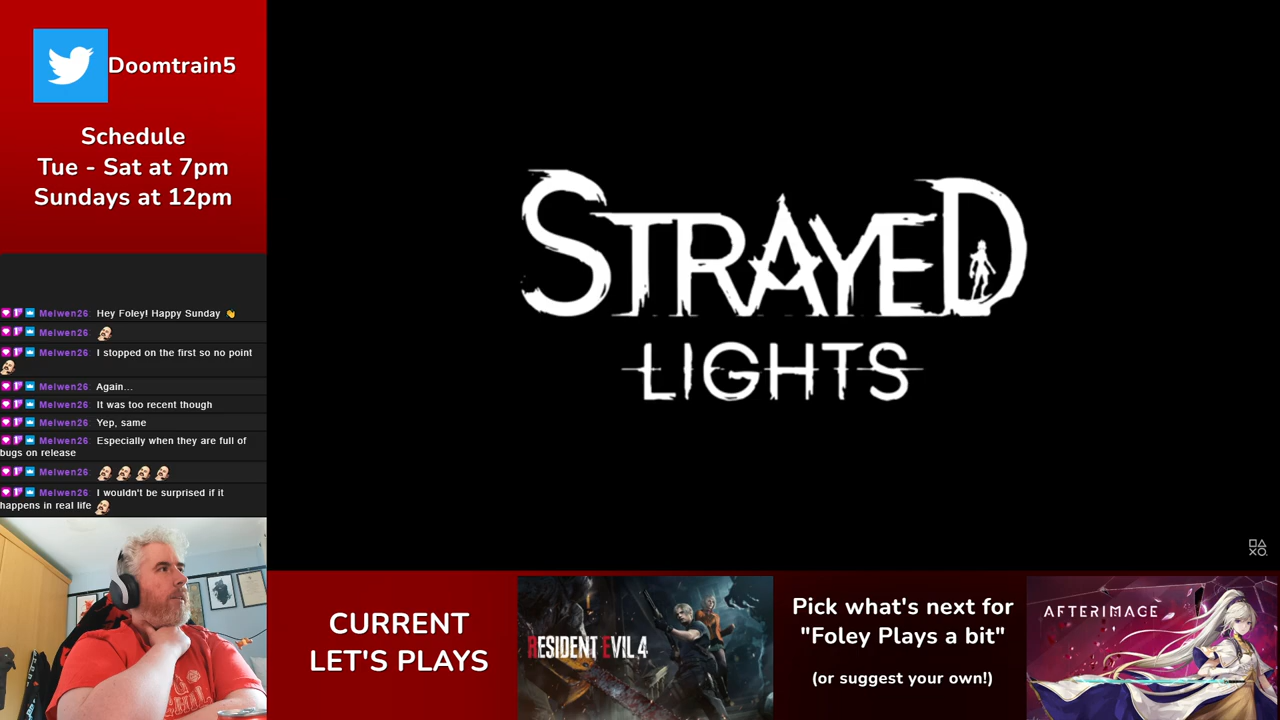 Doomtrain5
Schedule
Tue - Sat at 7pm
Sundays at 12pm
Melwen26: Hey Foley! Happy Sunday 👋
Melwen26:
Melwen26: I stopped on the first so no point
Melwen26: Again...
Melwen26: It was too recent though
Melwen26: Yep, same
Melwen26: Especially when they are full of
bugs on release
Melwen26:
Melwen26: I wouldn't be surprised if it
happens in real life
STRAYED
LIGHTS
CURRENT
LET'S PLAYS
RESIDENT EVIL 4
Pick what's next for
"Foley Plays a bit"
(or suggest your own!)
AFTERIMAGE